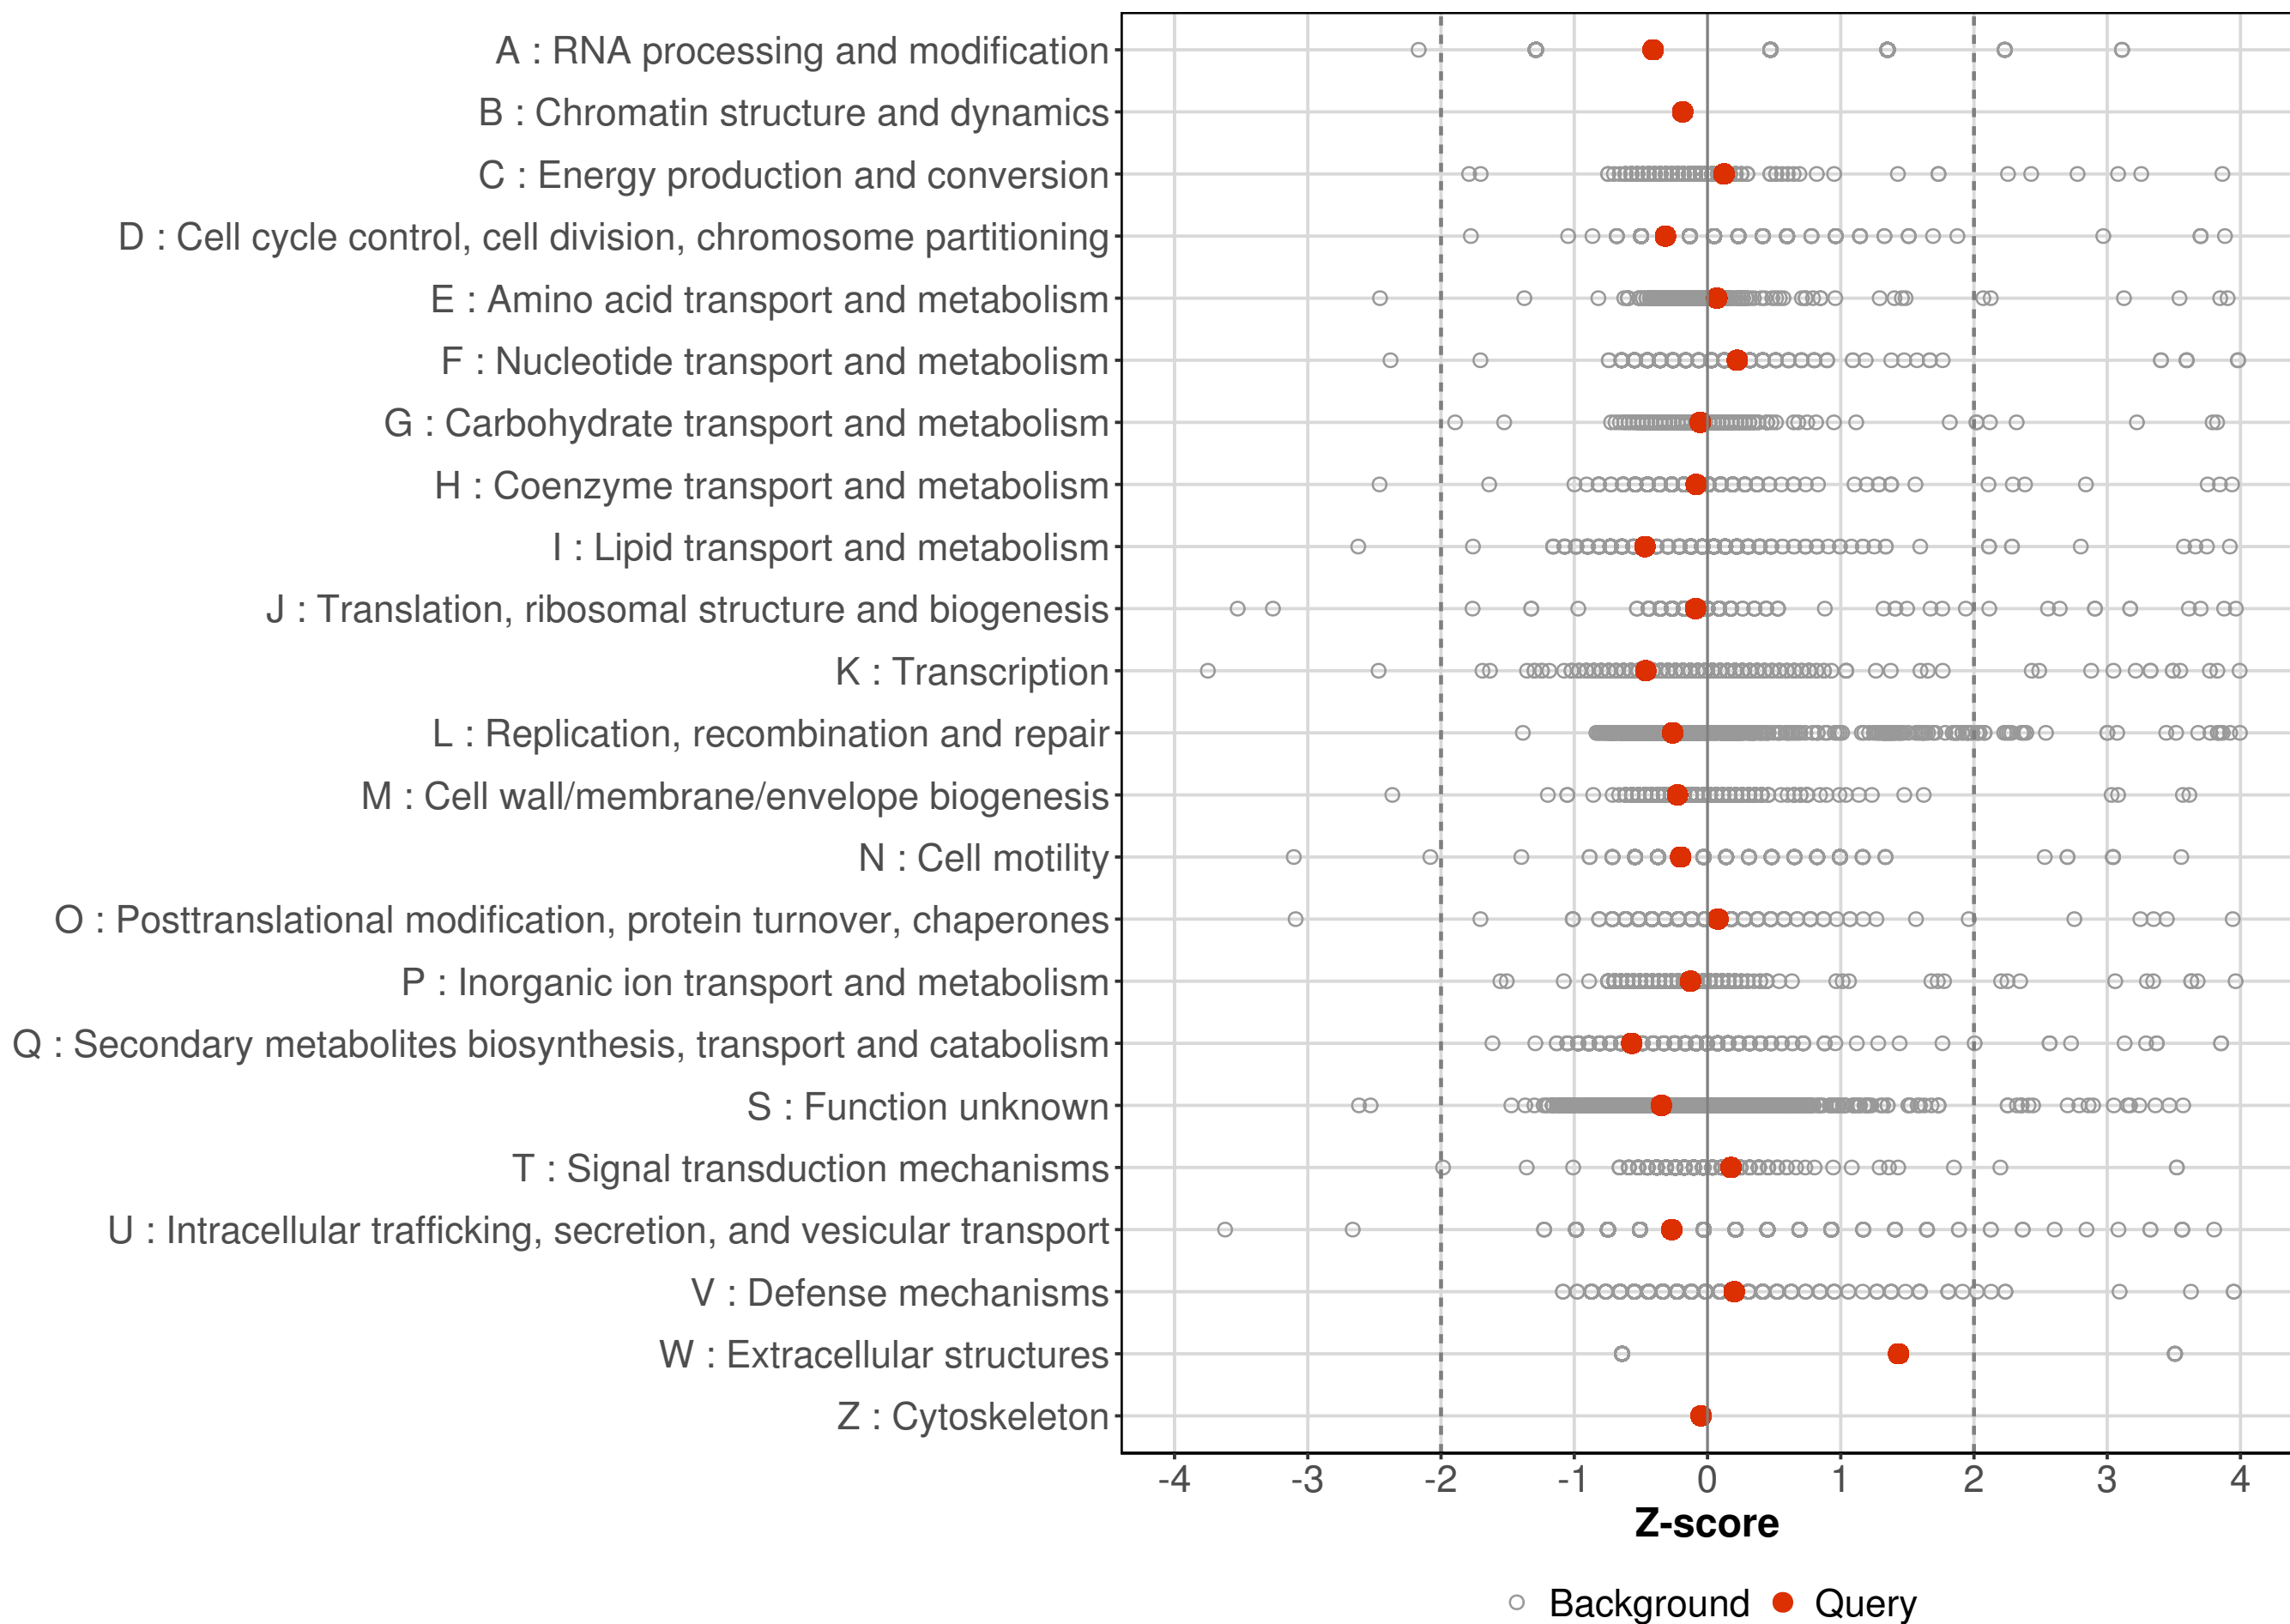 A : RNA processing and modification
B : Chromatin structure and dynamics
C : Energy production and conversion
D : Cell cycle control, cell division, chromosome partitioning
E : Amino acid transport and metabolism
F : Nucleotide transport and metabolism
G : Carbohydrate transport and metabolism
H : Coenzyme transport and metabolism
I : Lipid transport and metabolism
J : Translation, ribosomal structure and biogenesis
K : Transcription
L : Replication, recombination and repair
M : Cell wall/membrane/envelope biogenesis
N : Cell motility
O : Posttranslational modification, protein turnover, chaperones
P : Inorganic ion transport and metabolism
Q : Secondary metabolites biosynthesis, transport and catabolism
S : Function unknown
T : Signal transduction mechanisms
U : Intracellular trafficking, secretion, and vesicular transport
V : Defense mechanisms
W : Extracellular structures
Z : Cytoskeleton
-4 -3 -2 -1 0 1 2 3 4
Z-score
Background Query